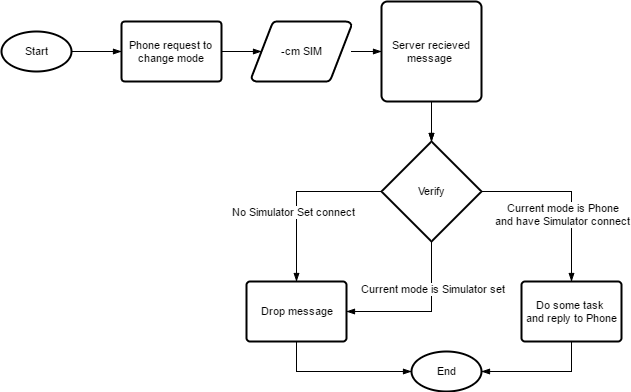 Start
Phone request to
change mode
-cm SIM
Server recieved
message
Verify
No Simulator Set connect
Current mode is Phone
and have Simulator connect
Current mode is Simulator set
Drop message
Do some task
and reply to Phone
End